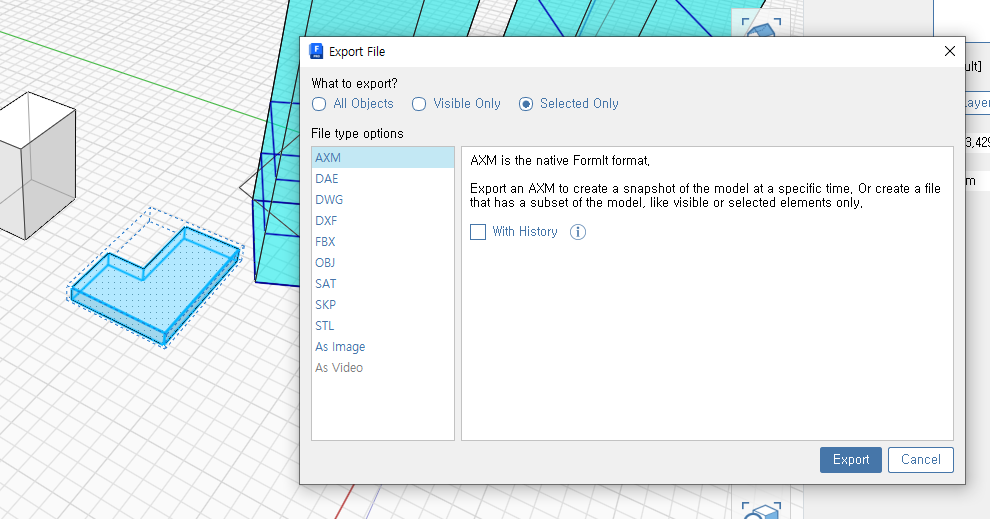 Export File
What to export?
All Objects
Visible Only
Selected Only
File type options
AXM
DAE
DWG
DXF
FBX
OBJ
SAT
SKP
STL
As Image
As Video
AXM is the native FormIt format.
Export an AXM to create a snapshot of the model at a specific time. Or create a file
that has a subset of the model, like visible or selected elements only.
With History
Export
Cancel
ult]
ayer
3,429
m